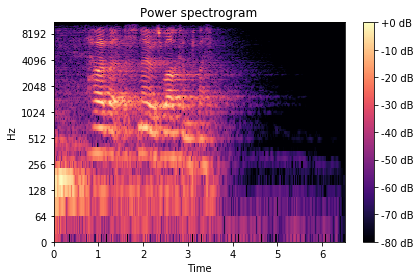 Power spectrogram
8192
4096
2048
1024
512
256
128
64
0
Hz
0 1 2 3 4 5 6
Time
+0 dB
-10 dB
-20 dB
-30 dB
-40 dB
-50 dB
-60 dB
-70 dB
-80 dB